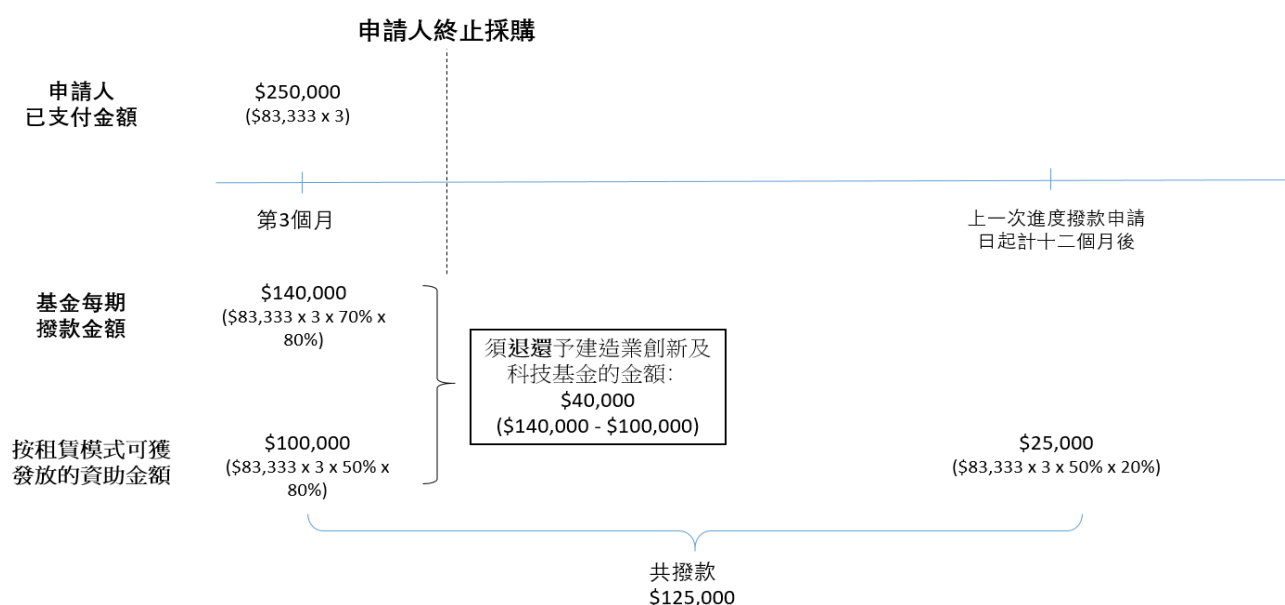 申請人終止採購
申請人
已支付金額
$250,000
($83,333 x 3)
第3個月
上一次進度撥款申請
日起計十二個月後
基金每期
撥款金額
$140,000
($83,333 x 3 x 70% x
80%)
須退還予建造業創新及
科技基金的金額:
$40,000
($140,000 - $100,000)
按租賃模式可獲
發放的資助金額
$100,000
($83,333 x 3 x 50% x
80%)
$25,000
($83,333 x 3 x 50% x 20%)
共撥款
$125,000